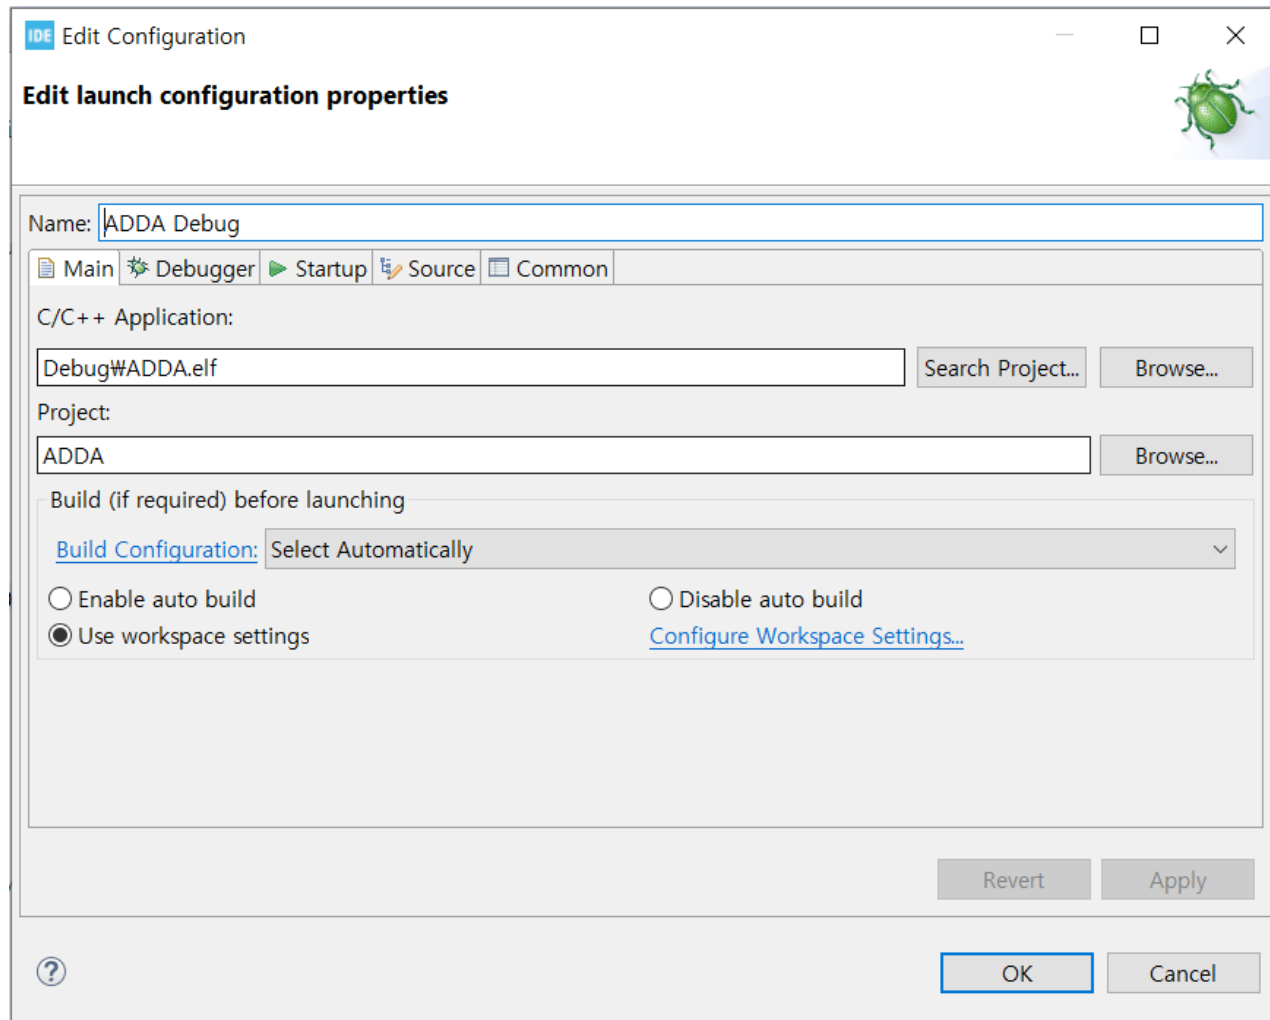 IDE Edit Configuration
Edit launch configuration properties
Name: ADDA Debug
Main Debugger Startup Source Common
C/C++ Application:
Debug₩ADDA.elf Search Project... Browse...
Project:
ADDA Browse...
Build (if required) before launching
Build Configuration: Select Automatically
Enable auto build Disable auto build
Use workspace settings Configure Workspace Settings...
Revert Apply
? OK Cancel